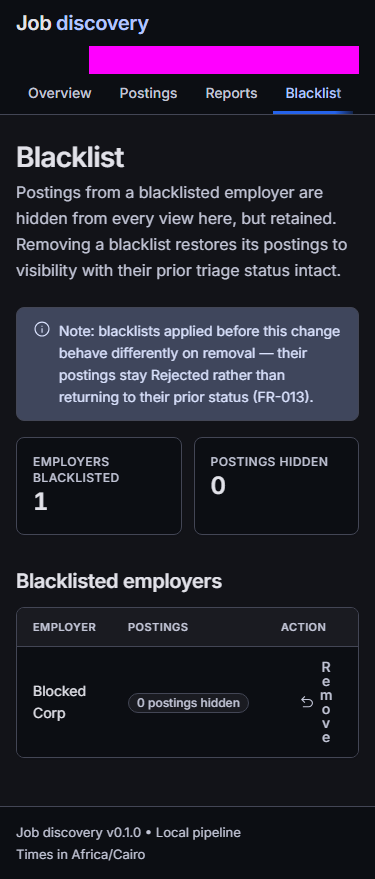 Job discovery
Overview Postings Reports Blacklist
Blacklist
Postings from a blacklisted employer are
hidden from every view here, but retained.
Removing a blacklist restores its postings to
visibility with their prior triage status intact.
Note: blacklists applied before this change
behave differently on removal — their
postings stay Rejected rather than
returning to their prior status (FR-013).
EMPLOYERS
BLACKLISTED
1
POSTINGS HIDDEN
0
Blacklisted employers
EMPLOYER POSTINGS ACTION
Blocked
Corp
0 postings hidden
Remove
Job discovery v0.1.0 • Local pipeline
Times in Africa/Cairo